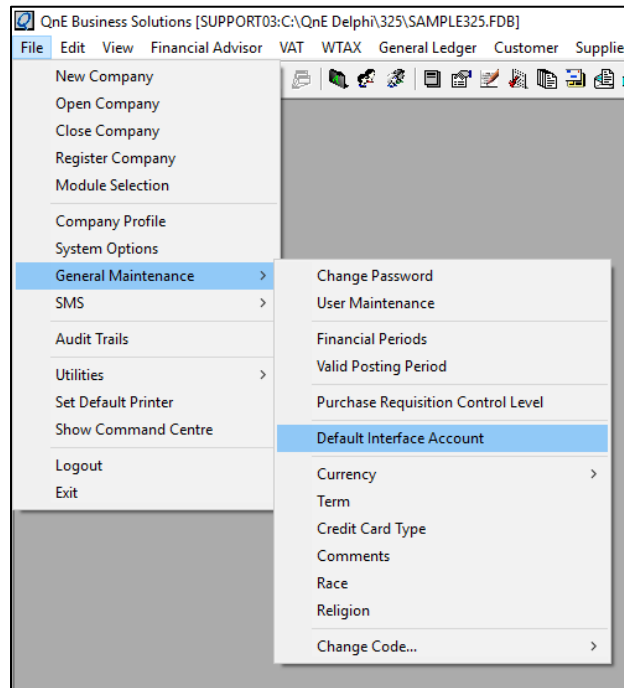 QnE Business Solutions [SUPPORT03:C:\QnE Delphi\325\SAMPLE325.FDB]
File Edit View Financial Advisor VAT WTAX General Ledger Customer Supplie
New Company
Open Company
Close Company
Register Company
Module Selection
Company Profile
System Options
General Maintenance >
SMS >
Audit Trails
Utilities >
Set Default Printer
Show Command Centre
Logout
Exit
Change Password
User Maintenance
Financial Periods
Valid Posting Period
Purchase Requisition Control Level
Default Interface Account
Currency >
Term
Credit Card Type
Comments
Race
Religion
Change Code... >